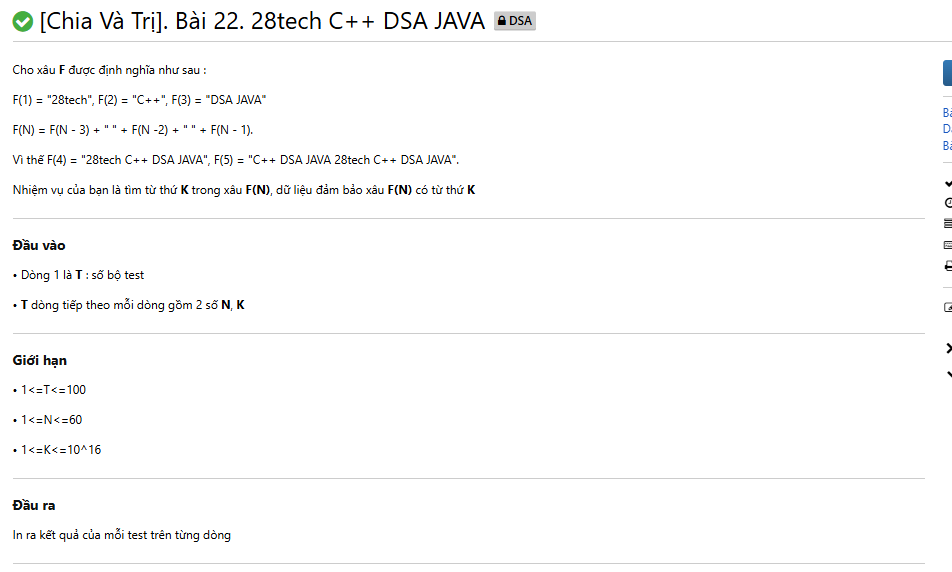 [Chia Và Trị]. Bài 22. 28tech C++ DSA JAVA DSA
Cho xâu F được định nghĩa như sau :
F(1) = "28tech", F(2) = "C++", F(3) = "DSA JAVA"
F(N) = F(N - 3) + " " + F(N -2) + " " + F(N - 1).
Vì thế F(4) = "28tech C++ DSA JAVA", F(5) = "C++ DSA JAVA 28tech C++ DSA JAVA".
Nhiệm vụ của bạn là tìm từ thứ K trong xâu F(N), dữ liệu đảm bảo xâu F(N) có từ thứ K
Đầu vào
• Dòng 1 là T : số bộ test
• T dòng tiếp theo mỗi dòng gồm 2 số N, K
Giới hạn
• 1<=T<=100
• 1<=N<=60
• 1<=K<=10^16
Đầu ra
In ra kết quả của mỗi test trên từng dòng